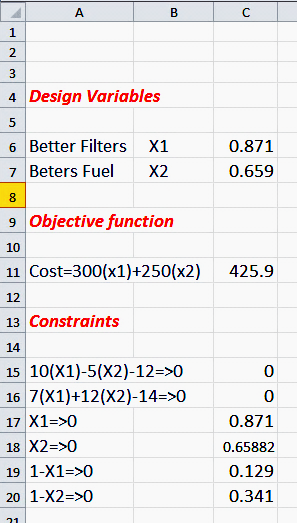 A B C
1
2
3
4 Design Variables
5
6 Better Filters X1 0.871
7 Beters Fuel X2 0.659
8
9 Objective function
10
11 Cost=300(x1)+250(x2) 425.9
12
13 Constraints
14
15 10(X1)-5(X2)-12=>0 0
16 7(X1)+12(X2)-14=>0 0
17 X1=>0 0.871
18 X2=>0 0.65882
19 1-X1=>0 0.129
20 1-X2=>0 0.341
21